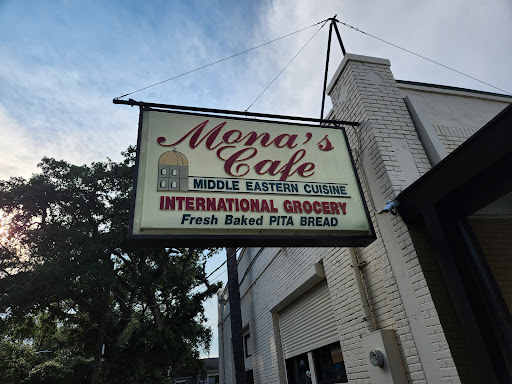 Mona's
Cafe
MIDDLE EASTERN CUISINE
INTERNATIONAL GROCERY
Fresh Baked PITA BREAD